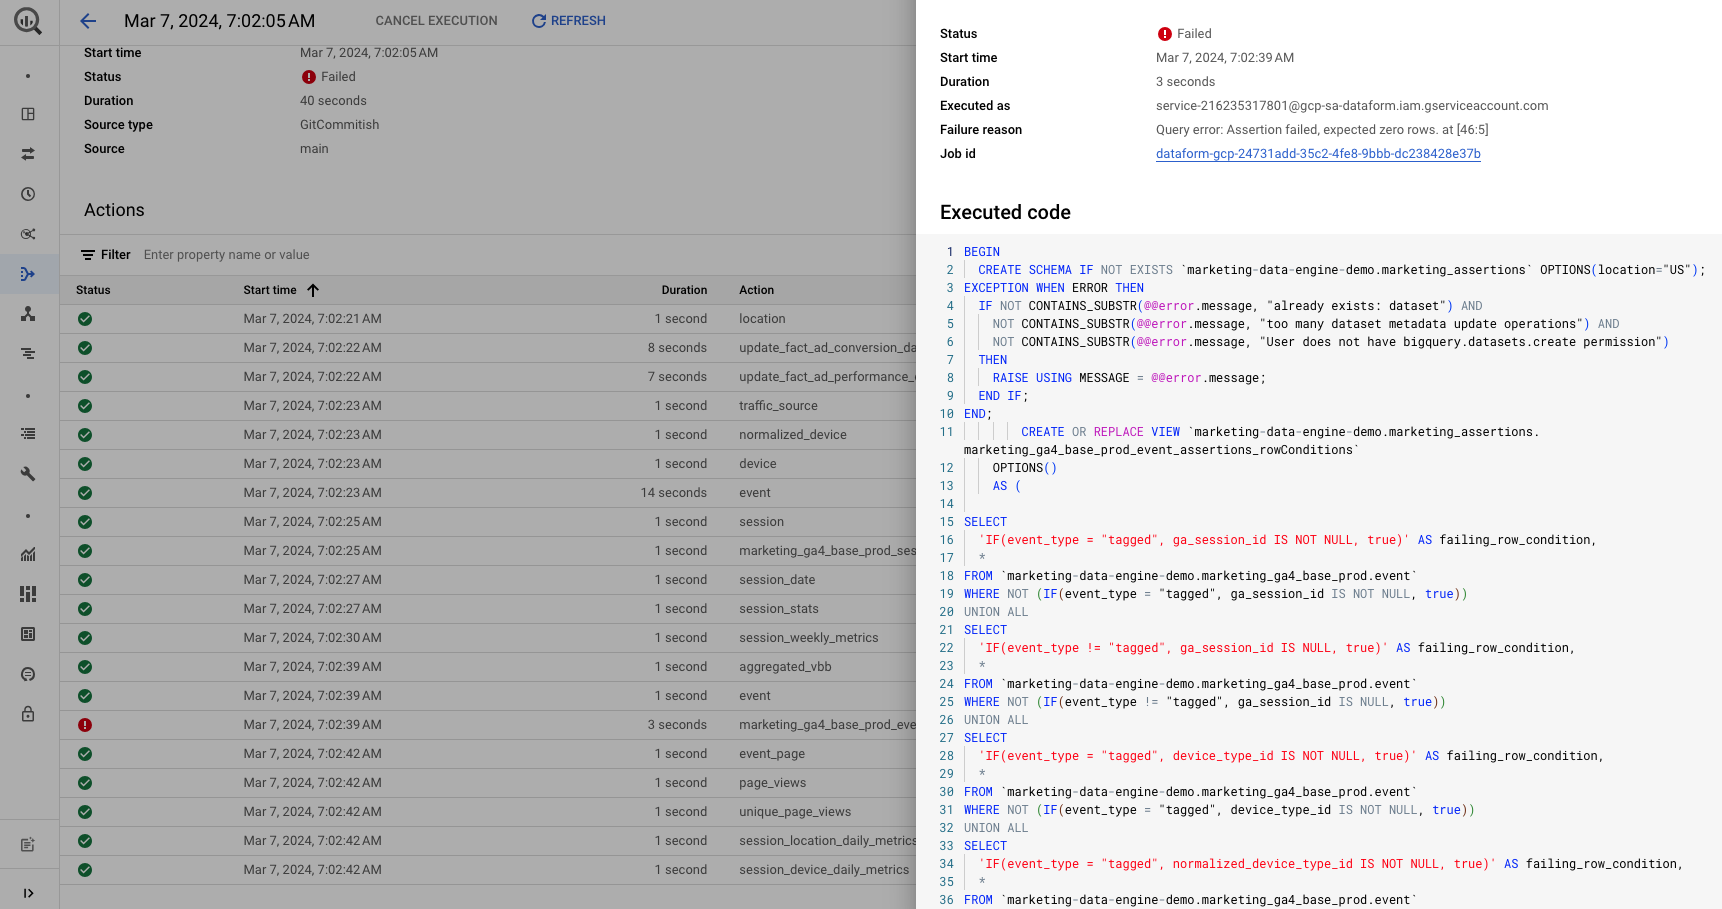 Mar 7, 2024, 7:02:05 AM CANCEL EXECUTION REFRESH
Start time Mar 7, 2024, 7:02:05 AM
Status Failed
Duration 40 seconds
Source type GitCommitish
Source main
Actions
Filter Enter property name or value
Status Start time Duration Action
Mar 7, 2024, 7:02:21 AM 1 second location
Mar 7, 2024, 7:02:22 AM 8 seconds update_fact_ad_conversion_da
Mar 7, 2024, 7:02:22 AM 7 seconds update_fact_ad_performance_
Mar 7, 2024, 7:02:23 AM 1 second traffic_source
Mar 7, 2024, 7:02:23 AM 1 second normalized_device
Mar 7, 2024, 7:02:23 AM 1 second device
Mar 7, 2024, 7:02:23 AM 14 seconds event
Mar 7, 2024, 7:02:25 AM 1 second session
Mar 7, 2024, 7:02:25 AM 1 second marketing_ga4_base_prod_ses
Mar 7, 2024, 7:02:27 AM 1 second session_date
Mar 7, 2024, 7:02:27 AM 1 second session_stats
Mar 7, 2024, 7:02:30 AM 1 second session_weekly_metrics
Mar 7, 2024, 7:02:39 AM 1 second aggregated_vbb
Mar 7, 2024, 7:02:39 AM 1 second event
Mar 7, 2024, 7:02:39 AM 3 seconds marketing_ga4_base_prod_eve
Mar 7, 2024, 7:02:42 AM 1 second event_page
Mar 7, 2024, 7:02:42 AM 1 second page_views
Mar 7, 2024, 7:02:42 AM 1 second unique_page_views
Mar 7, 2024, 7:02:42 AM 1 second session_location_daily_metrics
Mar 7, 2024, 7:02:42 AM 1 second session_device_daily_metrics
Status Failed
Start time Mar 7, 2024, 7:02:39 AM
Duration 3 seconds
Executed as service-216235317801@gcp-sa-dataform.iam.gserviceaccount.com
Failure reason Query error: Assertion failed, expected zero rows. at [46:5]
Job id dataform-gcp-24731add-35c2-4fe8-9bbb-dc238428e37b
Executed code
1 BEGIN
2 CREATE SCHEMA IF NOT EXISTS `marketing-data-engine-demo.marketing_assertions` OPTIONS(location="US");
3 EXCEPTION WHEN ERROR THEN
4 IF NOT CONTAINS_SUBSTR(@@error.message, "already exists: dataset") AND
5 NOT CONTAINS_SUBSTR(@@error.message, "too many dataset metadata update operations") AND
6 NOT CONTAINS_SUBSTR(@@error.message, "User does not have bigquery.datasets.create permission")
7 THEN
8 RAISE USING MESSAGE = @@error.message;
9 END IF;
10 END;
11 CREATE OR REPLACE VIEW `marketing-data-engine-demo.marketing_assertions.
marketing_ga4_base_prod_event_assertions_rowConditions`
12 OPTIONS()
13 AS (
14
15 SELECT
16 'IF(event_type = "tagged", ga_session_id IS NOT NULL, true)' AS failing_row_condition,
17 *
18 FROM `marketing-data-engine-demo.marketing_ga4_base_prod.event`
19 WHERE NOT (IF(event_type = "tagged", ga_session_id IS NOT NULL, true))
20 UNION ALL
21 SELECT
22 'IF(event_type != "tagged", ga_session_id IS NULL, true)' AS failing_row_condition,
23 *
24 FROM `marketing-data-engine-demo.marketing_ga4_base_prod.event`
25 WHERE NOT (IF(event_type != "tagged", ga_session_id IS NULL, true))
26 UNION ALL
27 SELECT
28 'IF(event_type = "tagged", device_type_id IS NOT NULL, true)' AS failing_row_condition,
29 *
30 FROM `marketing-data-engine-demo.marketing_ga4_base_prod.event`
31 WHERE NOT (IF(event_type = "tagged", device_type_id IS NOT NULL, true))
32 UNION ALL
33 SELECT
34 'IF(event_type = "tagged", normalized_device_type_id IS NOT NULL, true)' AS failing_row_condition,
35 *
36 FROM `marketing-data-engine-demo.marketing_ga4_base_prod.event`